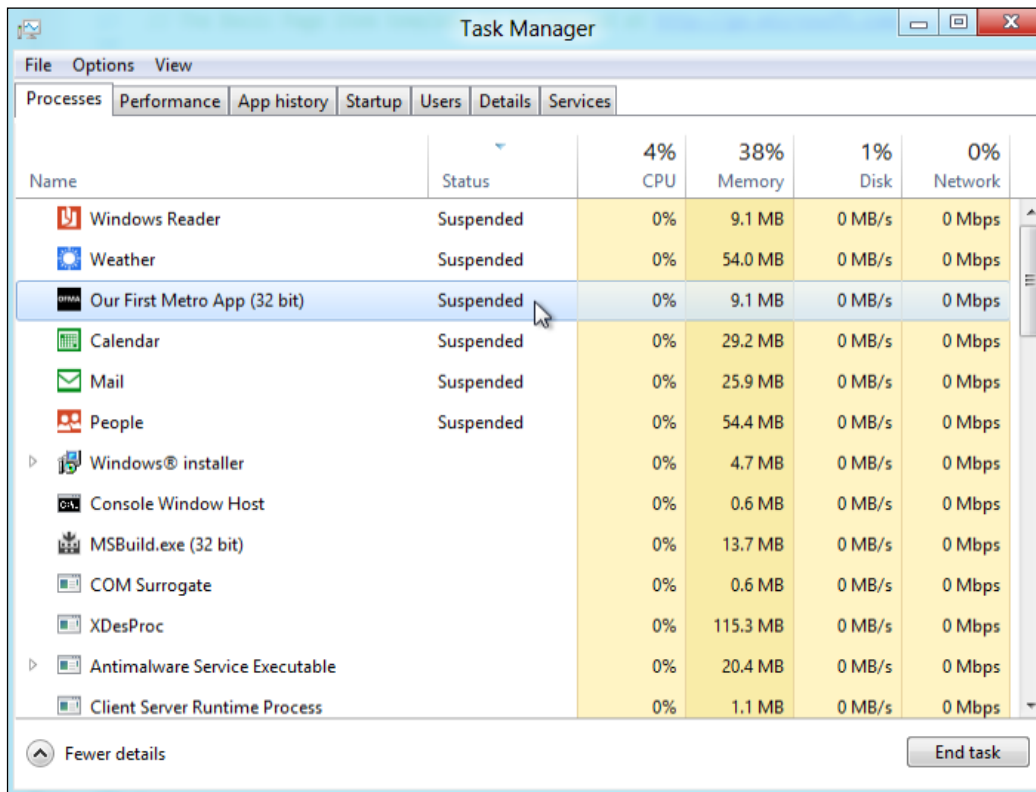 Task Manager
File Options View
Processes Performance App history Startup Users Details Services
4% 38% 1% 0%
Name Status CPU Memory Disk Network
Windows Reader Suspended 0% 9.1 MB 0 MB/s 0 Mbps
Weather Suspended 0% 54.0 MB 0 MB/s 0 Mbps
OFMA Our First Metro App (32 bit) Suspended 0% 9.1 MB 0 MB/s 0 Mbps
Calendar Suspended 0% 29.2 MB 0 MB/s 0 Mbps
Mail Suspended 0% 25.9 MB 0 MB/s 0 Mbps
People Suspended 0% 54.4 MB 0 MB/s 0 Mbps
Windows® installer 0% 4.7 MB 0 MB/s 0 Mbps
Console Window Host 0% 0.6 MB 0 MB/s 0 Mbps
MSBuild.exe (32 bit) 0% 13.7 MB 0 MB/s 0 Mbps
COM Surrogate 0% 0.6 MB 0 MB/s 0 Mbps
XDesProc 0% 115.3 MB 0 MB/s 0 Mbps
Antimalware Service Executable 0% 20.4 MB 0 MB/s 0 Mbps
Client Server Runtime Process 0% 1.1 MB 0 MB/s 0 Mbps
Fewer details End task